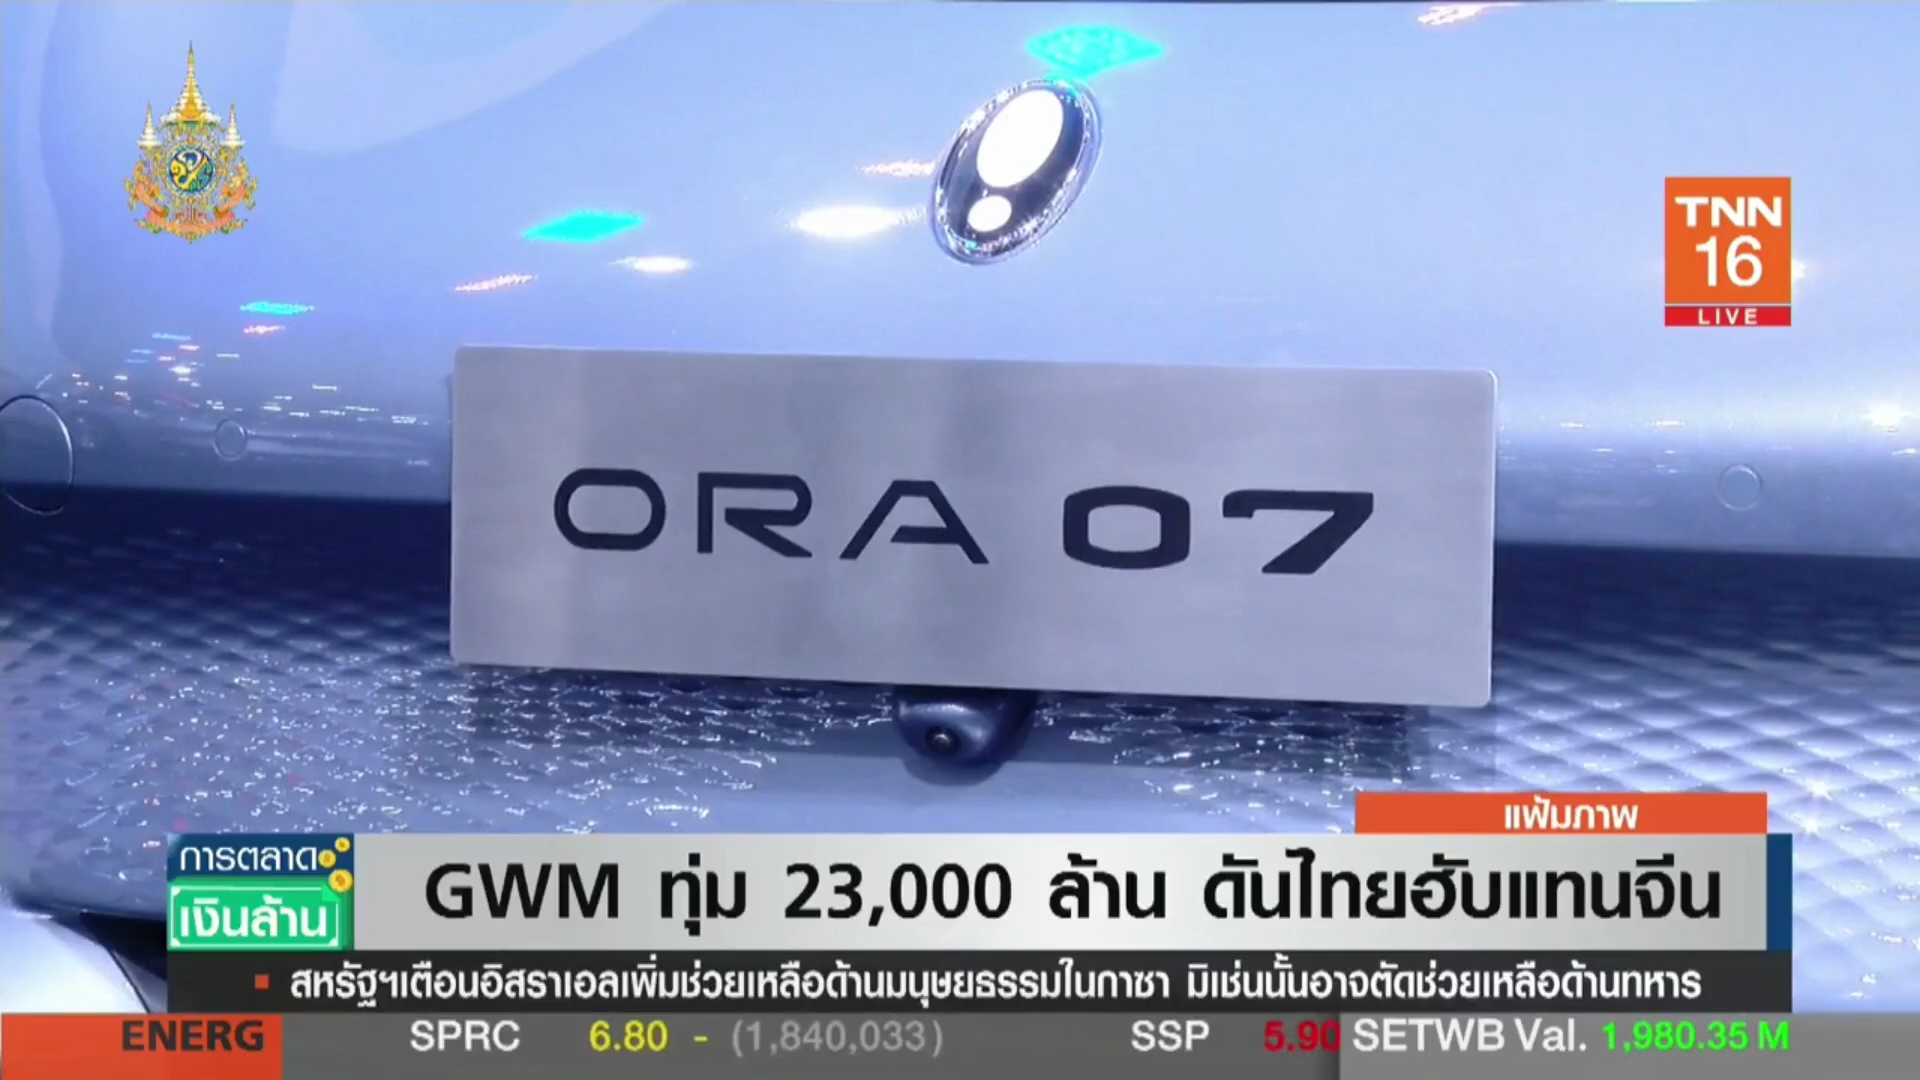 TNN
16
LIVE
ORA 07
แฟ้มภาพ
การตลาด
เงินล้าน
GWM ทุ่ม 23,000 ล้าน ดันไทยฮับแทนจีน
สหรัฐฯเตือนอิสราเอลเพิ่มช่วยเหลือด้านมนุษยธรรมในกาซา มิเช่นนั้นอาจตัดช่วยเหลือด้านทหาร
ENERG SPRC 6.80 - (1,840,033) SSP 5.90 SETWB Val. 1,980.35 M